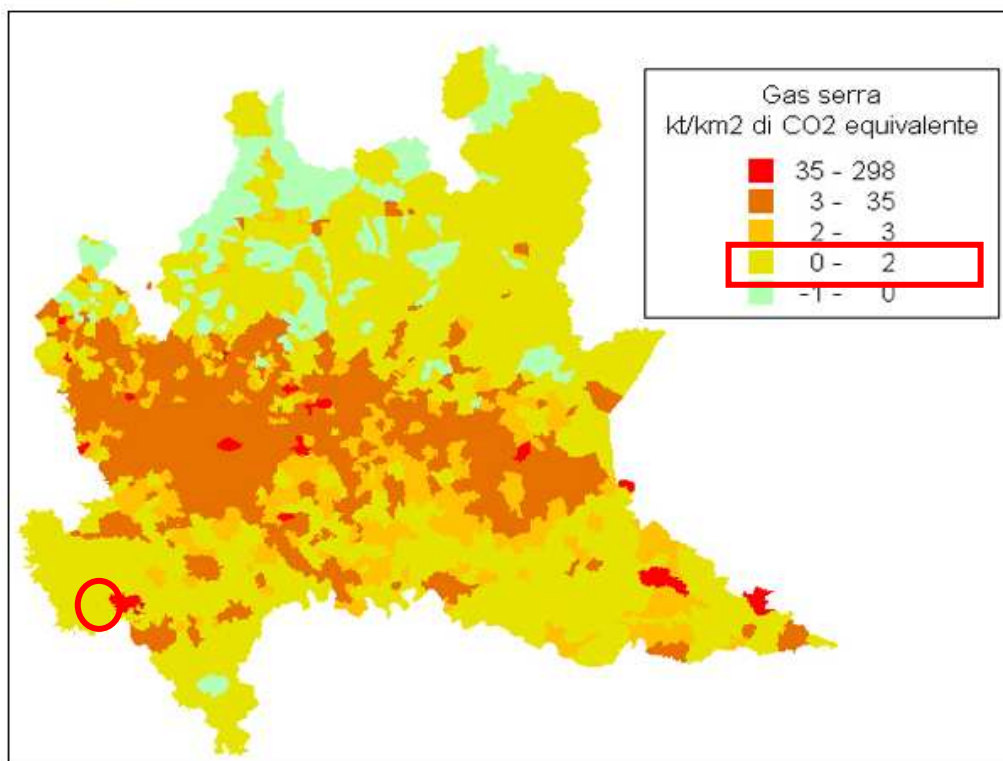 Gas serra
kt/km2 di CO2 equivalente
35 - 298
3 - 35
2 - 3
0 - 2
-1 - 0